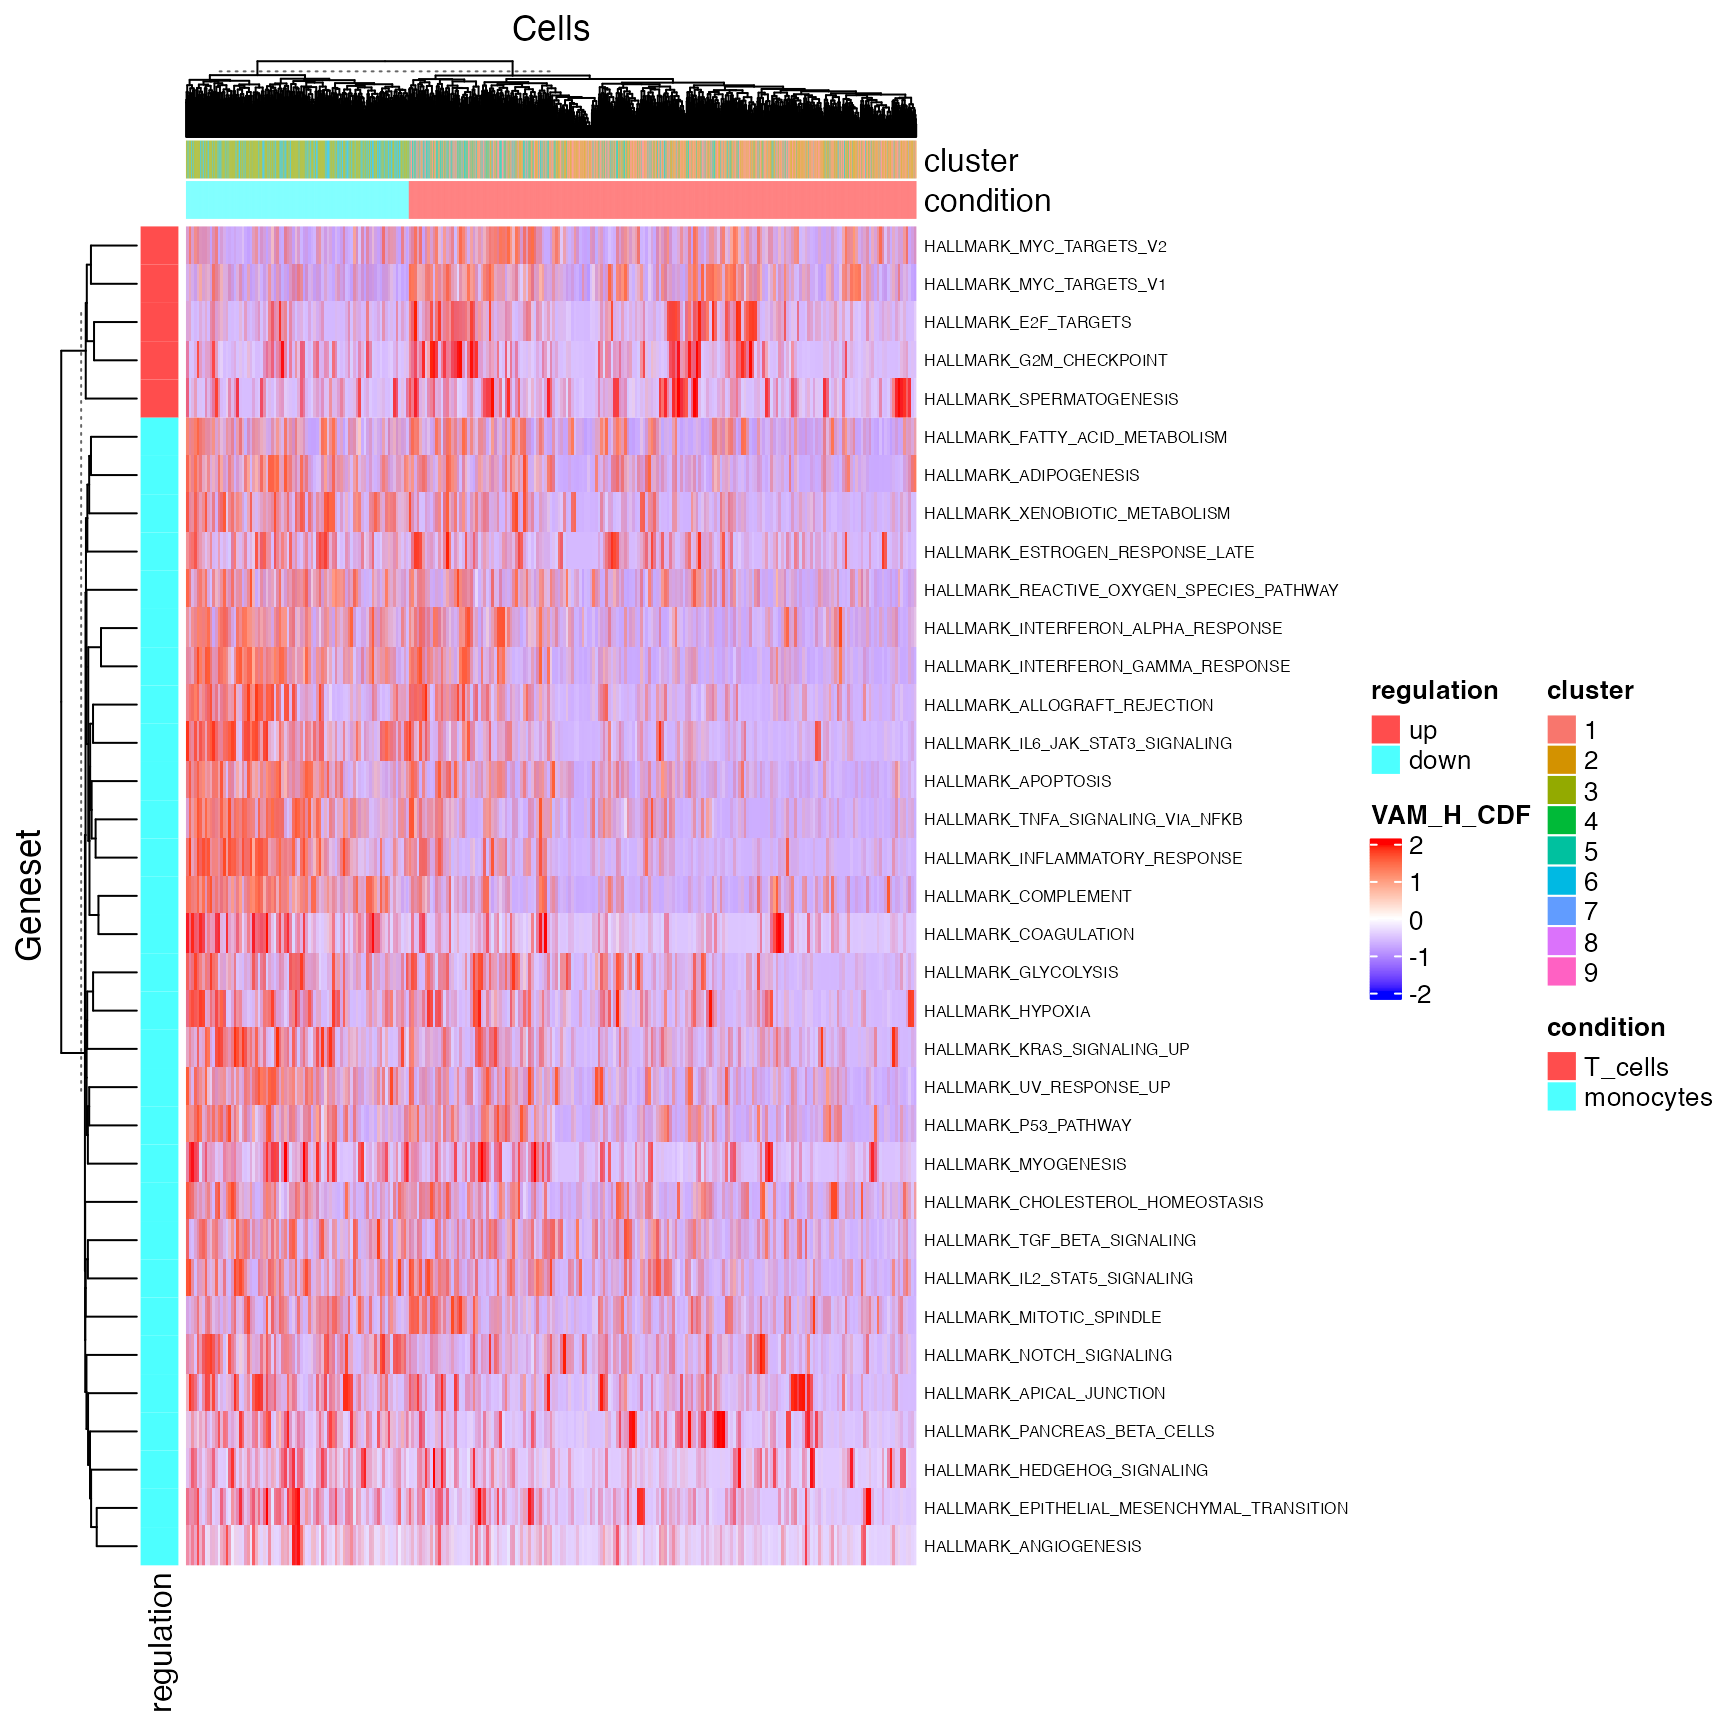 Cells
cluster
condition
HALLMARK_MYC_TARGETS_V2
HALLMARK_MYC_TARGETS_V1
HALLMARK_E2F_TARGETS
HALLMARK_G2M_CHECKPOINT
HALLMARK_SPERMATOGENESIS
HALLMARK_FATTY_ACID_METABOLISM
HALLMARK_ADIPOGENESIS
HALLMARK_XENOBIOTIC_METABOLISM
HALLMARK_ESTROGEN_RESPONSE_LATE
HALLMARK_REACTIVE_OXYGEN_SPECIES_PATHWAY
HALLMARK_INTERFERON_ALPHA_RESPONSE
HALLMARK_INTERFERON_GAMMA_RESPONSE
HALLMARK_ALLOGRAFT_REJECTION
HALLMARK_IL6_JAK_STAT3_SIGNALING
HALLMARK_APOPTOSIS
HALLMARK_TNFA_SIGNALING_VIA_NFKB
HALLMARK_INFLAMMATORY_RESPONSE
HALLMARK_COMPLEMENT
HALLMARK_COAGULATION
HALLMARK_GLYCOLYSIS
HALLMARK_HYPOXIA
HALLMARK_KRAS_SIGNALING_UP
HALLMARK_UV_RESPONSE_UP
HALLMARK_P53_PATHWAY
HALLMARK_MYOGENESIS
HALLMARK_CHOLESTEROL_HOMEOSTASIS
HALLMARK_TGF_BETA_SIGNALING
HALLMARK_IL2_STAT5_SIGNALING
HALLMARK_MITOTIC_SPINDLE
HALLMARK_NOTCH_SIGNALING
HALLMARK_APICAL_JUNCTION
HALLMARK_PANCREAS_BETA_CELLS
HALLMARK_HEDGEHOG_SIGNALING
HALLMARK_EPITHELIAL_MESENCHYMAL_TRANSITION
HALLMARK_ANGIOGENESIS
Geneset
regulation
regulation
up
down
VAM_H_CDF
2
1
0
-1
-2
cluster
1
2
3
4
5
6
7
8
9
condition
T_cells
monocytes